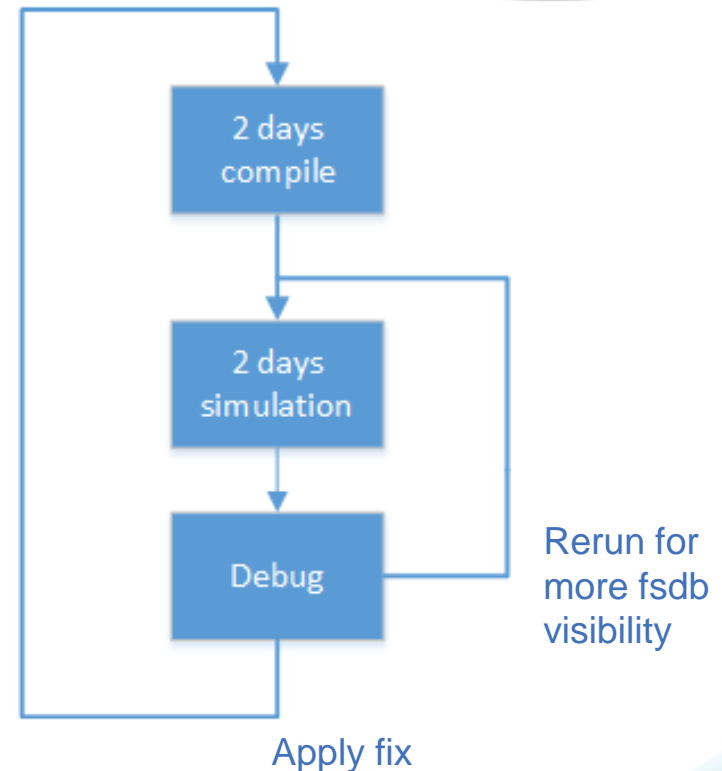 2 days
compile
2 days
simulation
Debug
Rerun for
more fsdb
visibility
Apply fix